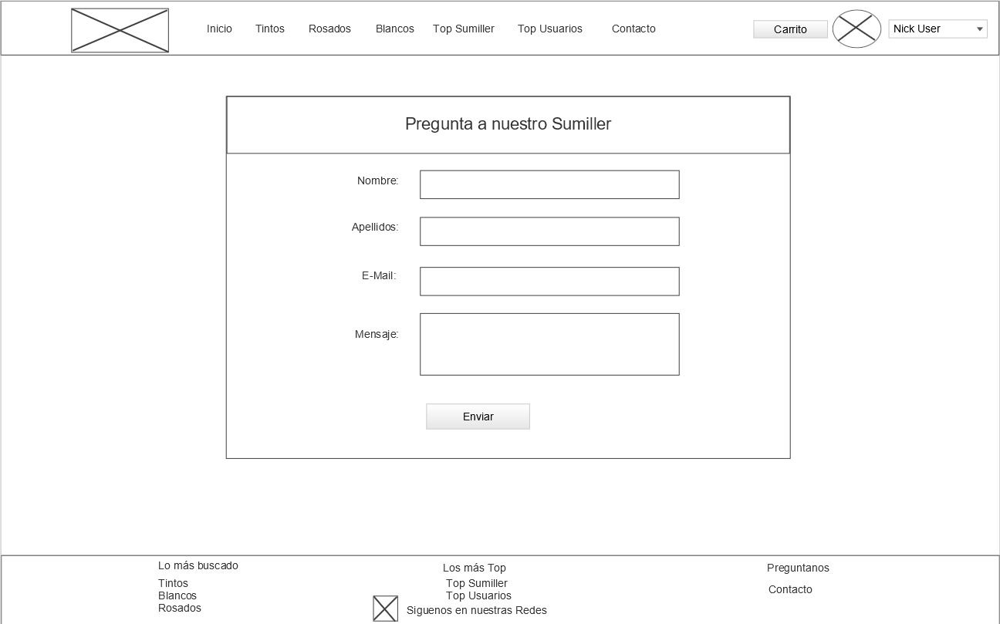 Inicio Tintos Rosados Blancos Top Sumiller Top Usuarios Contacto Carrito Nick User
Pregunta a nuestro Sumiller
Nombre:
Apellidos:
E-Mail:
Mensaje:
Enviar
Lo más buscado
Tintos
Blancos
Rosados
Los más Top
Top Sumiller
Top Usuarios
Siguenos en nuestras Redes
Preguntanos
Contacto